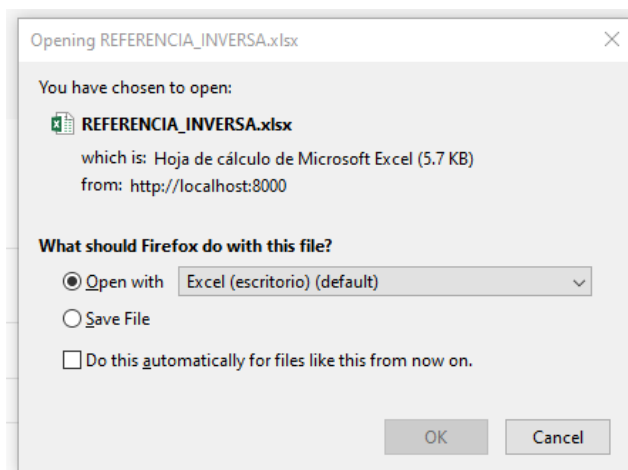 Opening REFERENCIA_INVERSA.xlsx
You have chosen to open:
REFERENCIA_INVERSA.xlsx
which is: Hoja de cálculo de Microsoft Excel (5.7 KB)
from: http://localhost:8000
What should Firefox do with this file?
Open with Excel (escritorio) (default)
Save File
Do this automatically for files like this from now on.
OK Cancel